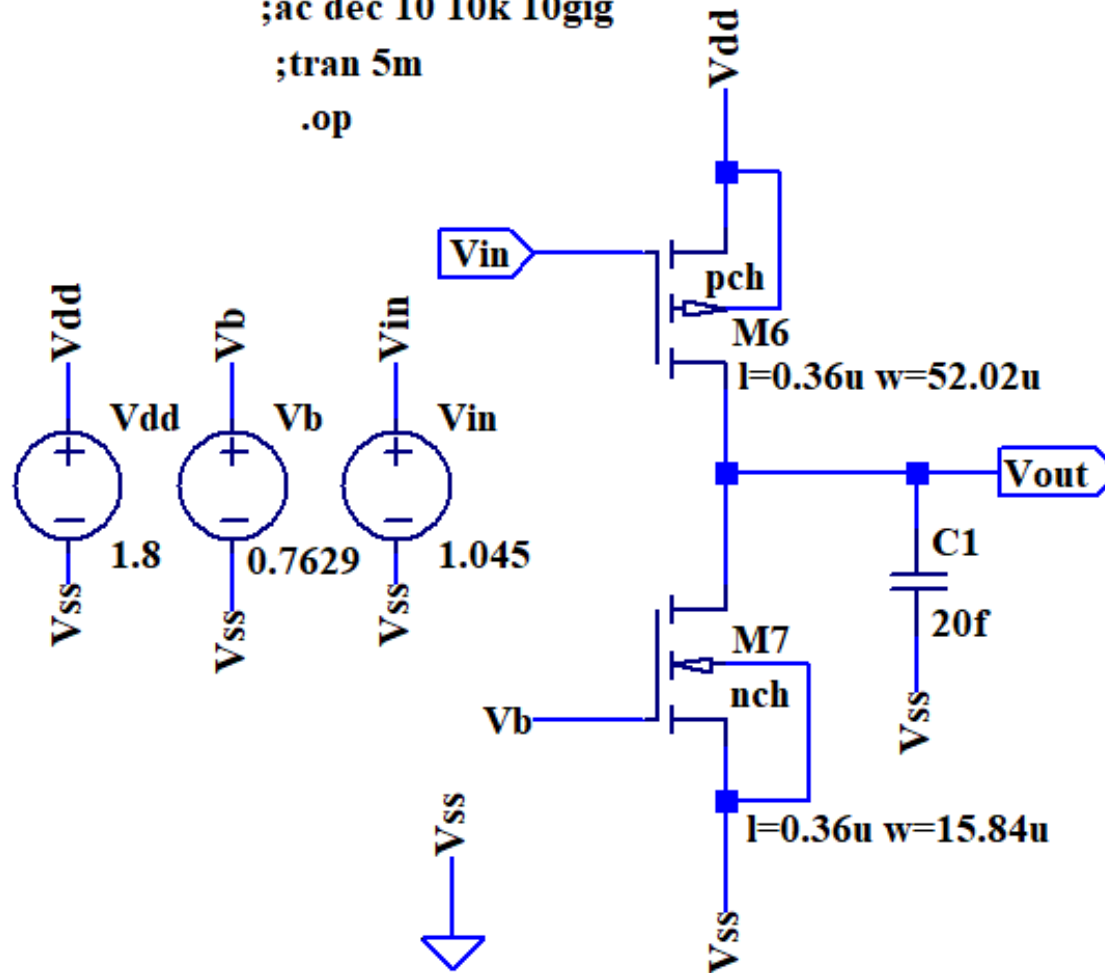 ;ac dec 10 10k 10gig
;tran 5m
.op
Vdd
Vin
pch
M6
l=0.36u w=52.02u
Vdd
Vb
Vin
Vdd
Vb
Vin
1.8
0.7629
1.045
Vss
Vss
Vss
Vout
C1
20f
Vss
M7
nch
Vb
l=0.36u w=15.84u
Vss
Vss